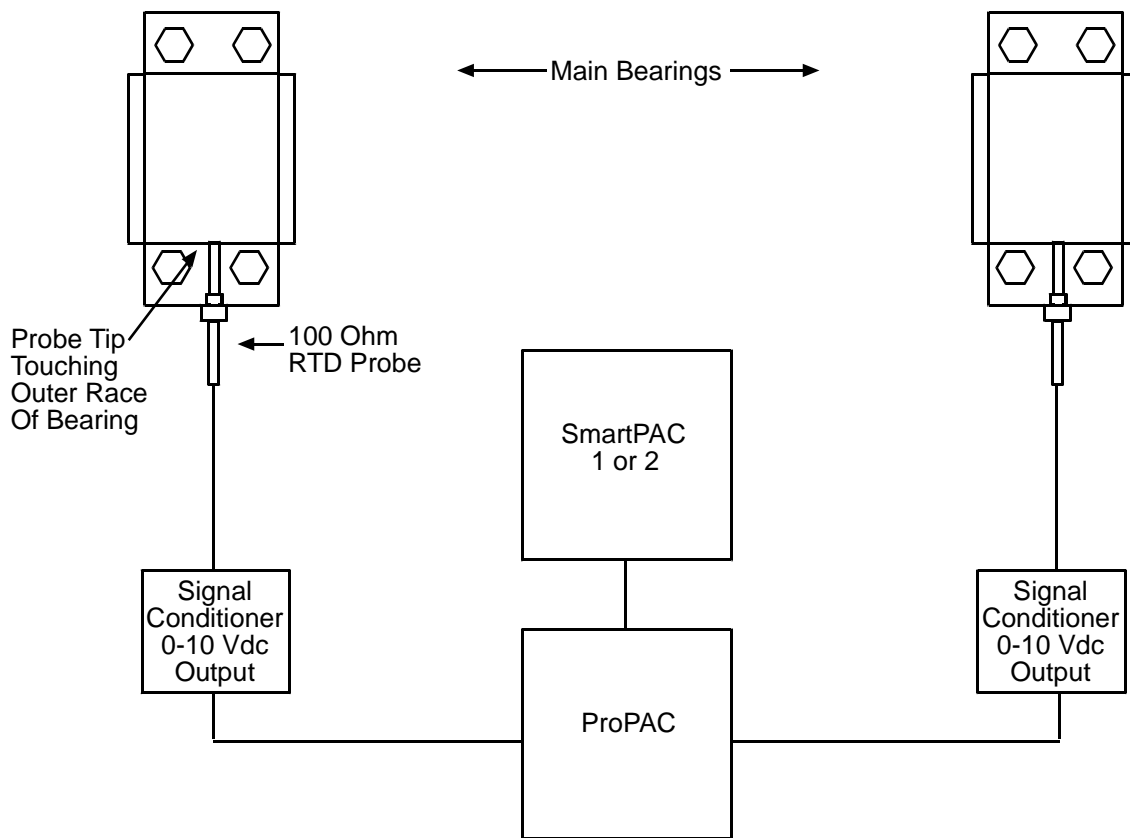 Main Bearings
Probe Tip
Touching
Outer Race
Of Bearing
100 Ohm
RTD Probe
SmartPAC
1 or 2
Signal
Conditioner
0-10 Vdc
Output
ProPAC
Signal
Conditioner
0-10 Vdc
Output